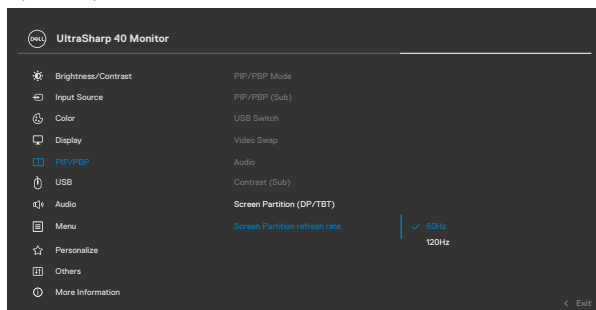 DELL UltraSharp 40 Monitor
Brightness/Contrast PIP/PBP Mode
Input Source PIP/PBP (Sub)
Color USB Switch
Display Video Swap
PIP/PBP Audio
USB Contrast (Sub)
Audio Screen Partition (DP/TBT)
Menu Screen Partition refresh rate 60Hz
120Hz
Personalize
Others
More Information
< Exit